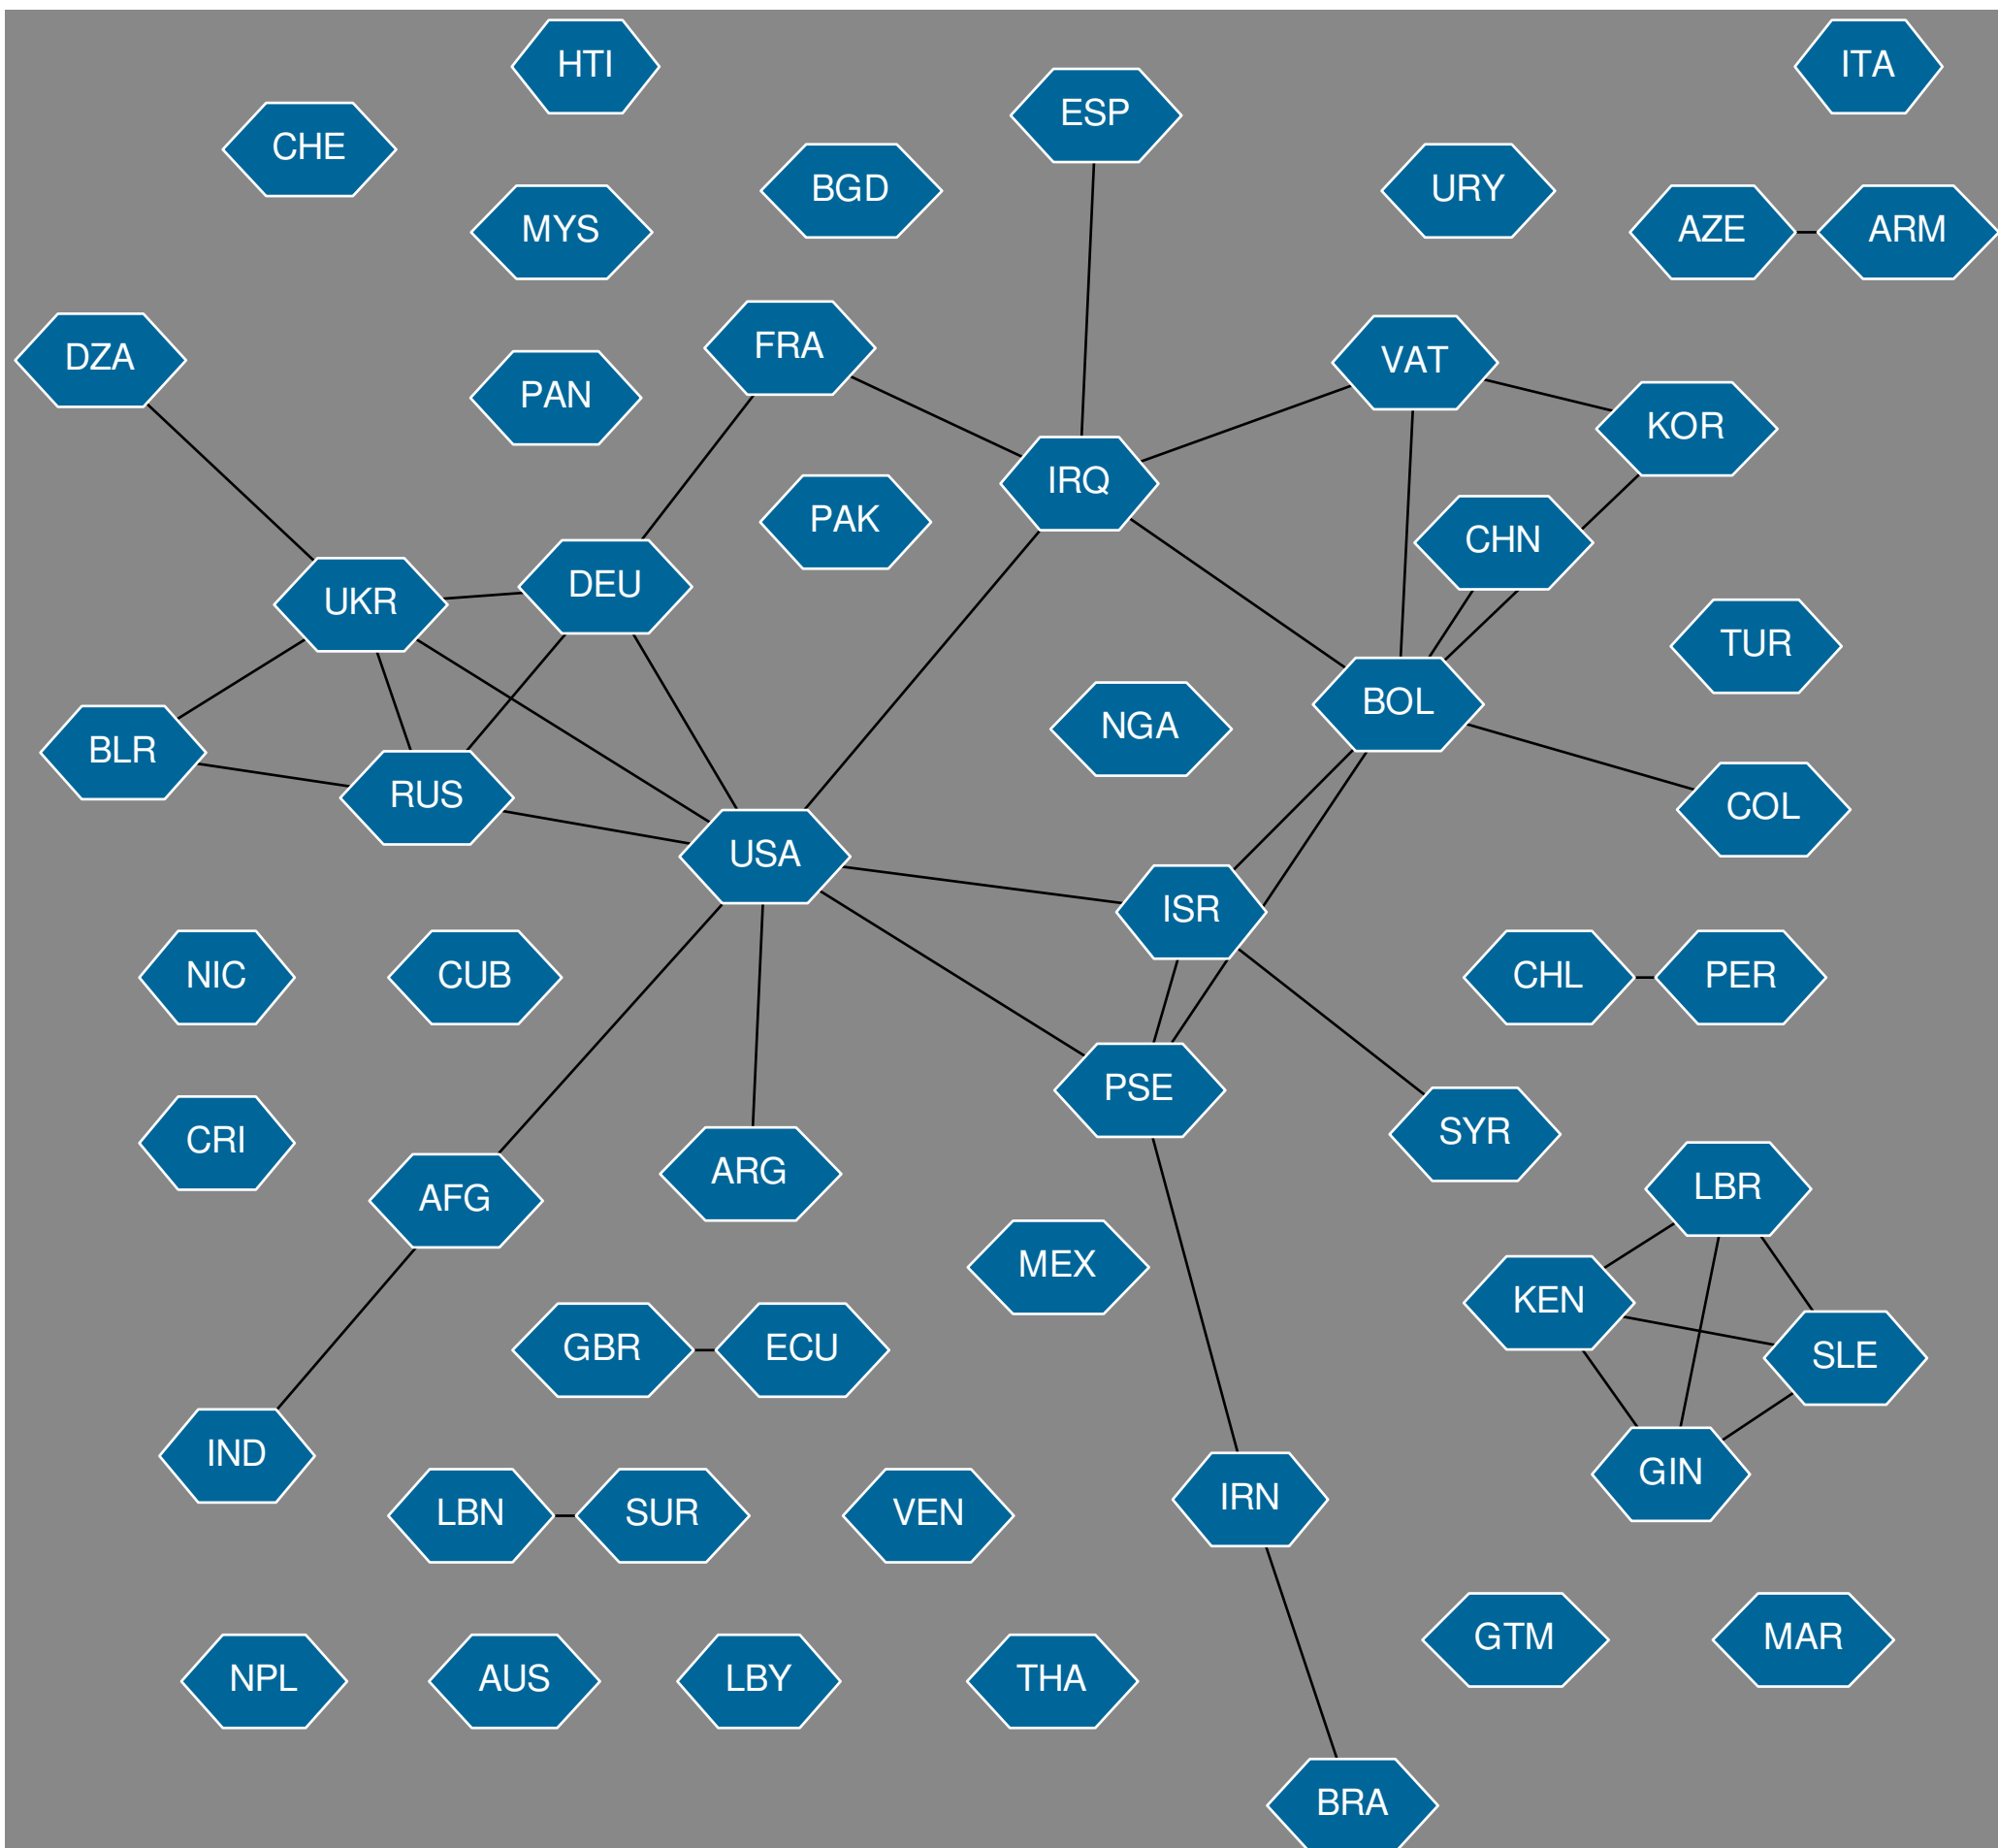 HTI
ITA
ESP
CHE
BGD
URY
MYS
AZE
ARM
FRA
DZA
VAT
PAN
KOR
IRQ
PAK
CHN
DEU
UKR
TUR
BOL
NGA
BLR
RUS
COL
USA
ISR
NIC
CUB
CHL
PER
PSE
SYR
CRI
ARG
LBR
AFG
MEX
KEN
GBR
ECU
SLE
IND
GIN
IRN
LBN
SUR
VEN
GTM
MAR
NPL
AUS
LBY
THA
BRA